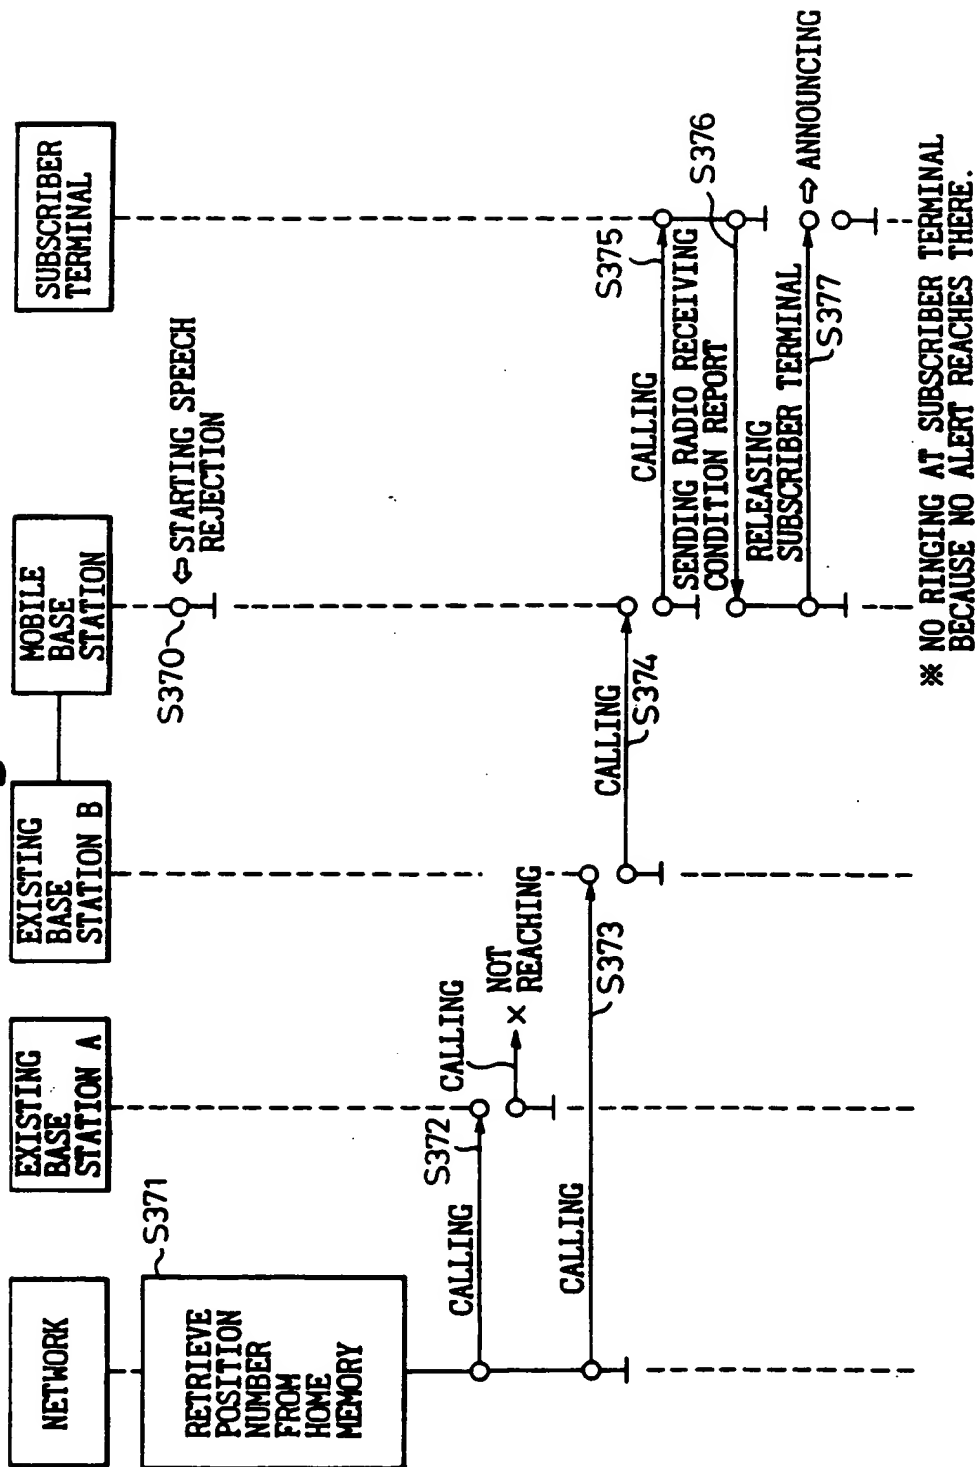 NETWORK
EXISTING
BASE
STATION A
EXISTING
BASE
STATION B
MOBILE
BASE
STATION
SUBSCRIBER
TERMINAL
S370
⇦ STARTING SPEECH
REJECTION
S371
RETRIEVE
POSITION
NUMBER
FROM
HOME
MEMORY
CALLING
S372
CALLING
× NOT
REACHING
CALLING
S373
CALLING
S374
CALLING
S375
SENDING RADIO RECEIVING
CONDITION REPORT
S376
RELEASING
SUBSCRIBER TERMINAL
S377
⇨ ANNOUNCING
※ NO RINGING AT SUBSCRIBER TERMINAL
BECAUSE NO ALERT REACHES THERE.